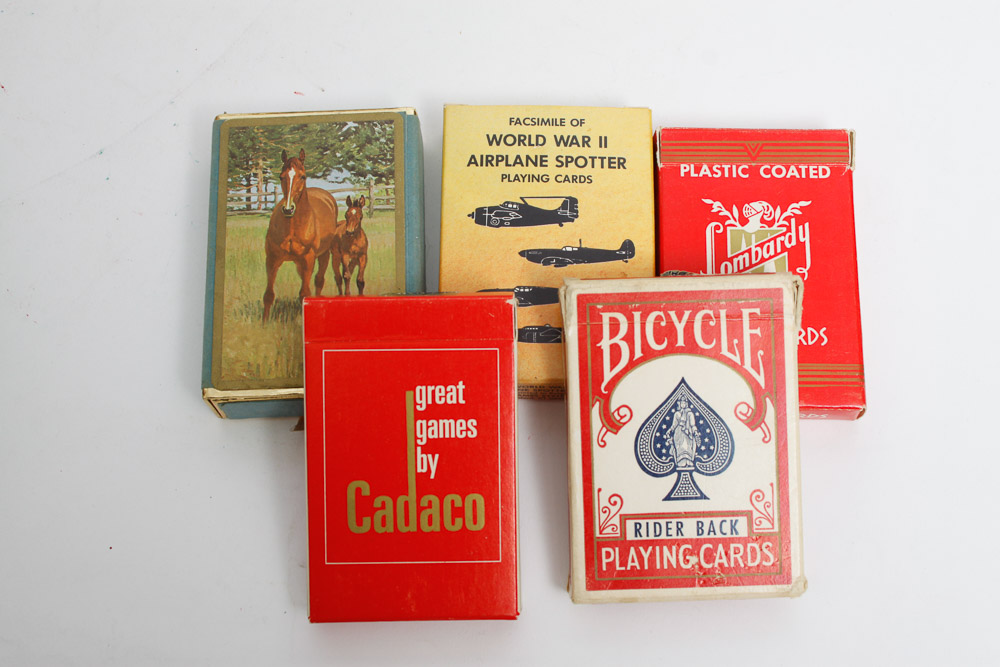 FACSIMILE OF
WORLD WAR II
AIRPLANE SPOTTER
PLAYING CARDS
PLASTIC COATED
Lombardy
RDS
great
games
by
Cadaco
BICYCLE
RIDER BACK
PLAYING CARDS